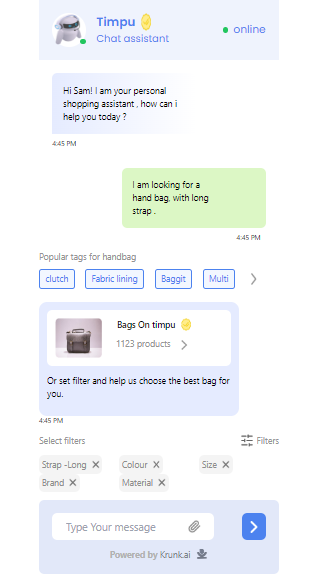 Timpu
Chat assistant
online
Hi Sam! I am your personal
shopping assistant , how can i
help you today ?
4:45 PM
I am looking for a
hand bag, with long
strap .
4:45 PM
Popular tags for handbag
clutch
Fabric lining
Baggit
Multi
Bags On timpu
1123 products
Or set filter and help us choose the best bag for
you.
4:45 PM
Select filters
Filters
Strap -Long
Colour
Size
Brand
Material
Type Your message
Powered by Krunk.ai